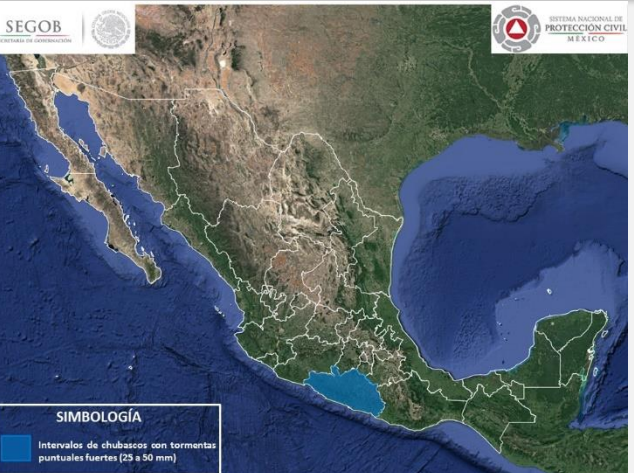 SEGOB
SECRETARÍA DE GOBERNACIÓN
SISTEMA NACIONAL DE
PROTECCIÓN CIVIL
MÉXICO
SIMBOLOGÍA
Intervalos de chubascos con tormentas
puntuales fuertes (25 a 50 mm)